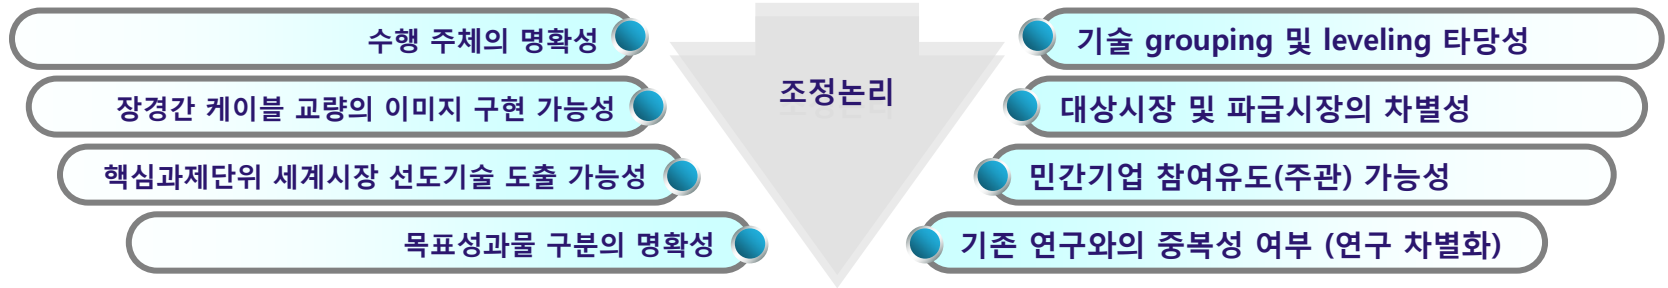 수행 주체의 명확성
장경간 케이블 교량의 이미지 구현 가능성
핵심과제단위 세계시장 선도기술 도출 가능성
목표성과물 구분의 명확성
조정논리
기술 grouping 및 leveling 타당성
대상시장 및 파급시장의 차별성
민간기업 참여유도(주관) 가능성
기존 연구와의 중복성 여부 (연구 차별화)